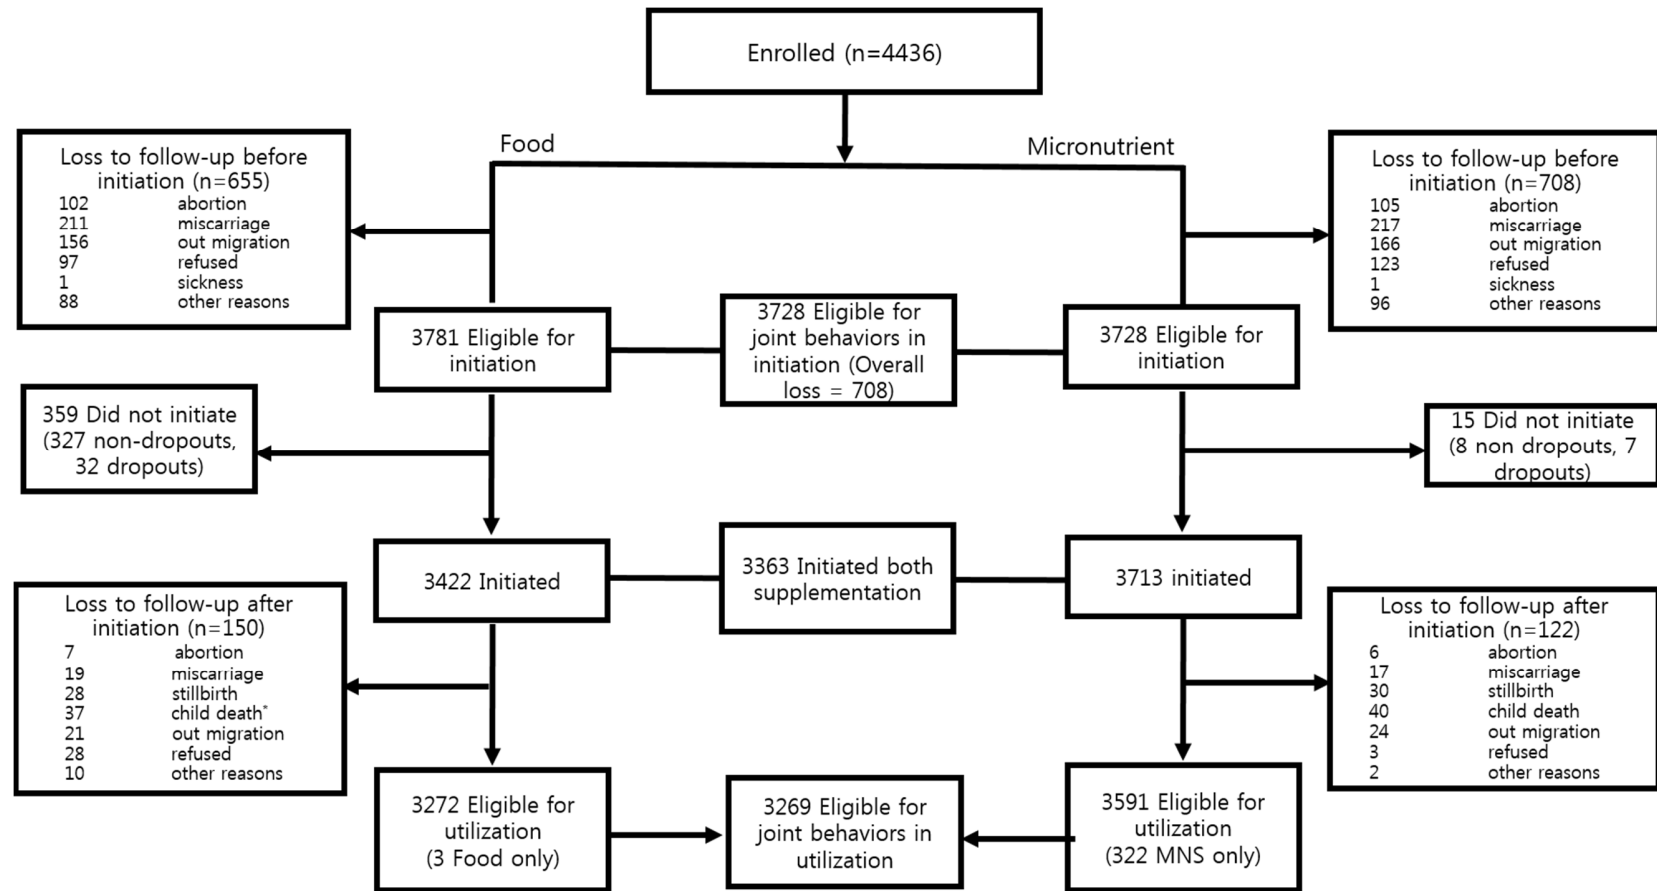 Enrolled (n=4436)
Food
Micronutrient
Loss to follow-up before
initiation (n=655)
102 abortion
211 miscarriage
156 out migration
97 refused
1 sickness
88 other reasons
Loss to follow-up before
initiation (n=708)
105 abortion
217 miscarriage
166 out migration
123 refused
1 sickness
96 other reasons
3781 Eligible for
initiation
3728 Eligible for
joint behaviors in
initiation (Overall
loss = 708)
3728 Eligible for
initiation
359 Did not initiate
(327 non-dropouts,
32 dropouts)
15 Did not initiate
(8 non dropouts, 7
dropouts)
3422 Initiated
3363 Initiated both
supplementation
3713 initiated
Loss to follow-up after
initiation (n=150)
7 abortion
19 miscarriage
28 stillbirth
37 child death*
21 out migration
28 refused
10 other reasons
Loss to follow-up after
initiation (n=122)
6 abortion
17 miscarriage
30 stillbirth
40 child death
24 out migration
3 refused
2 other reasons
3272 Eligible for
utilization
(3 Food only)
3269 Eligible for
joint behaviors in
utilization
3591 Eligible for
utilization
(322 MNS only)